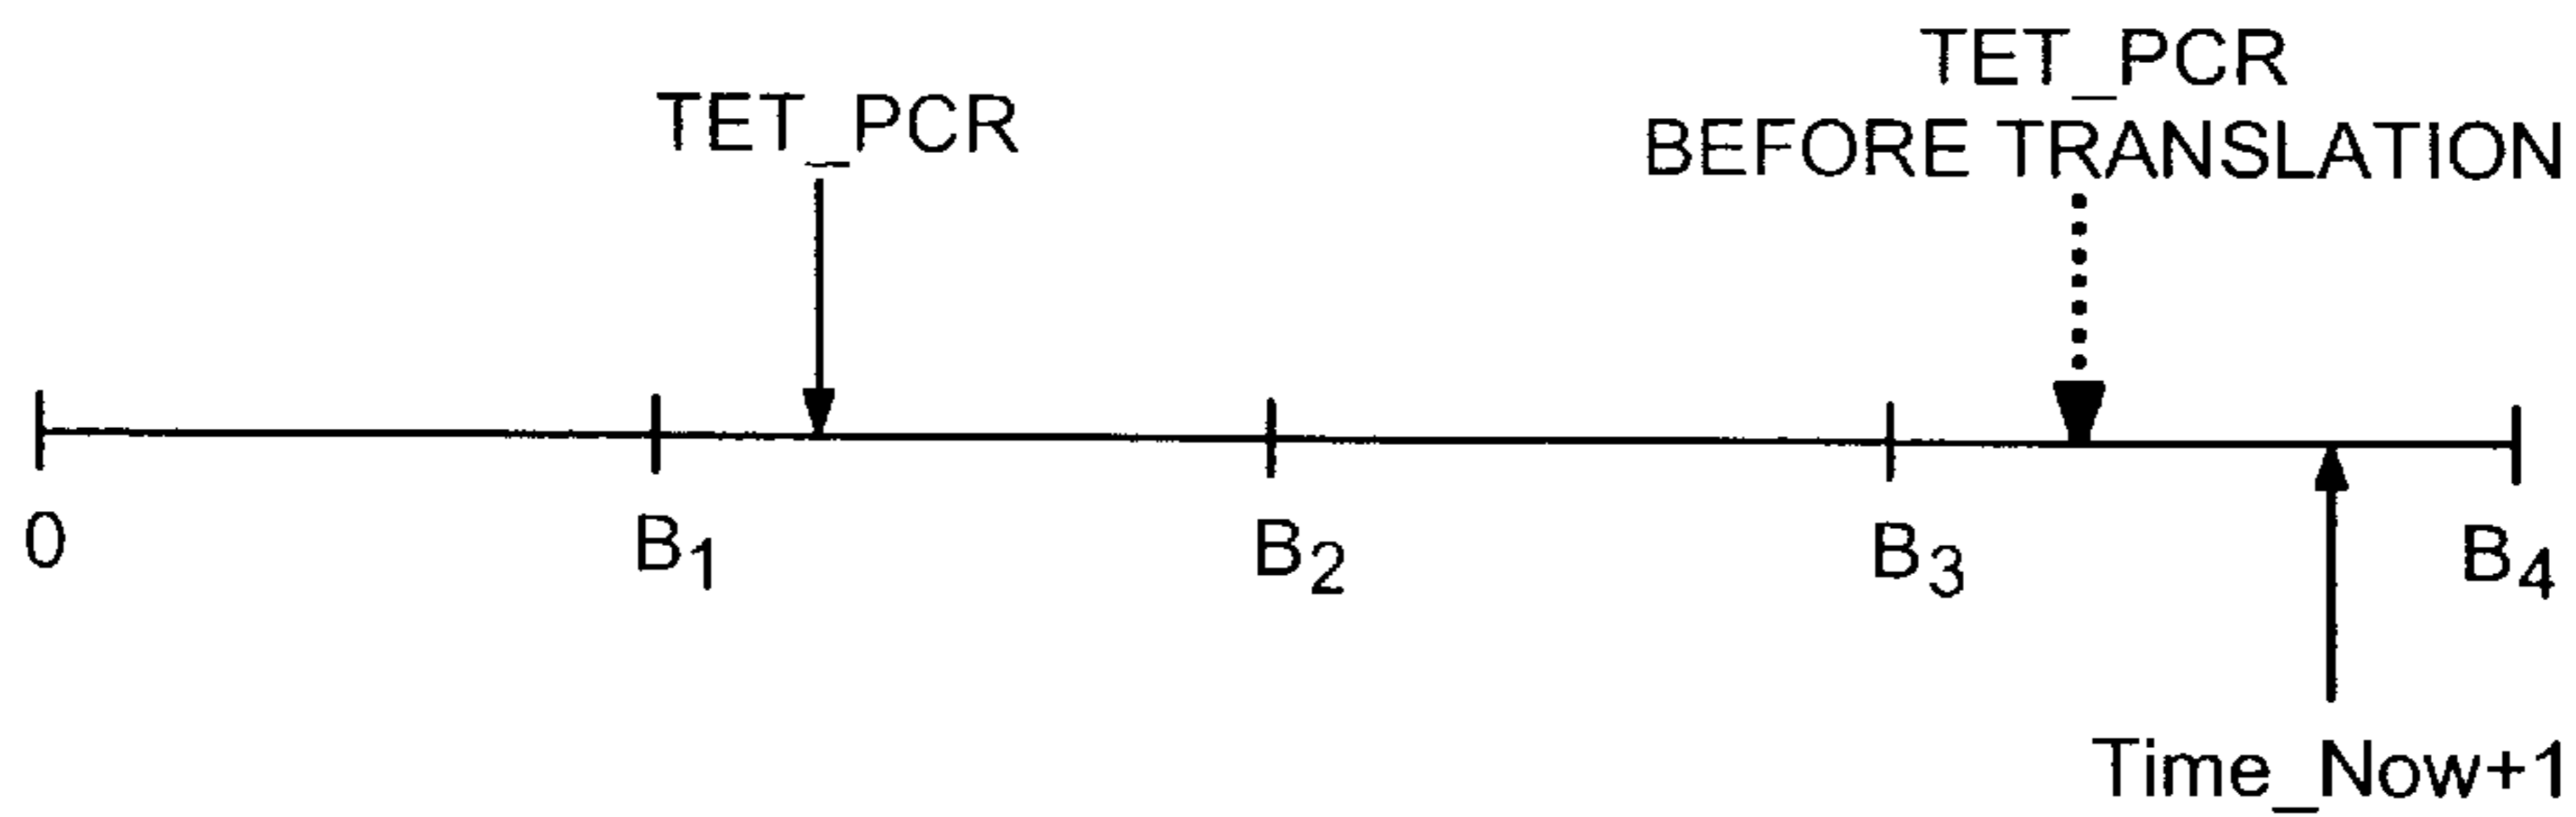 TET_PCR
TET_PCR
BEFORE TRANSLATION
0
B1
B2
B3
B4
Time_Now+1